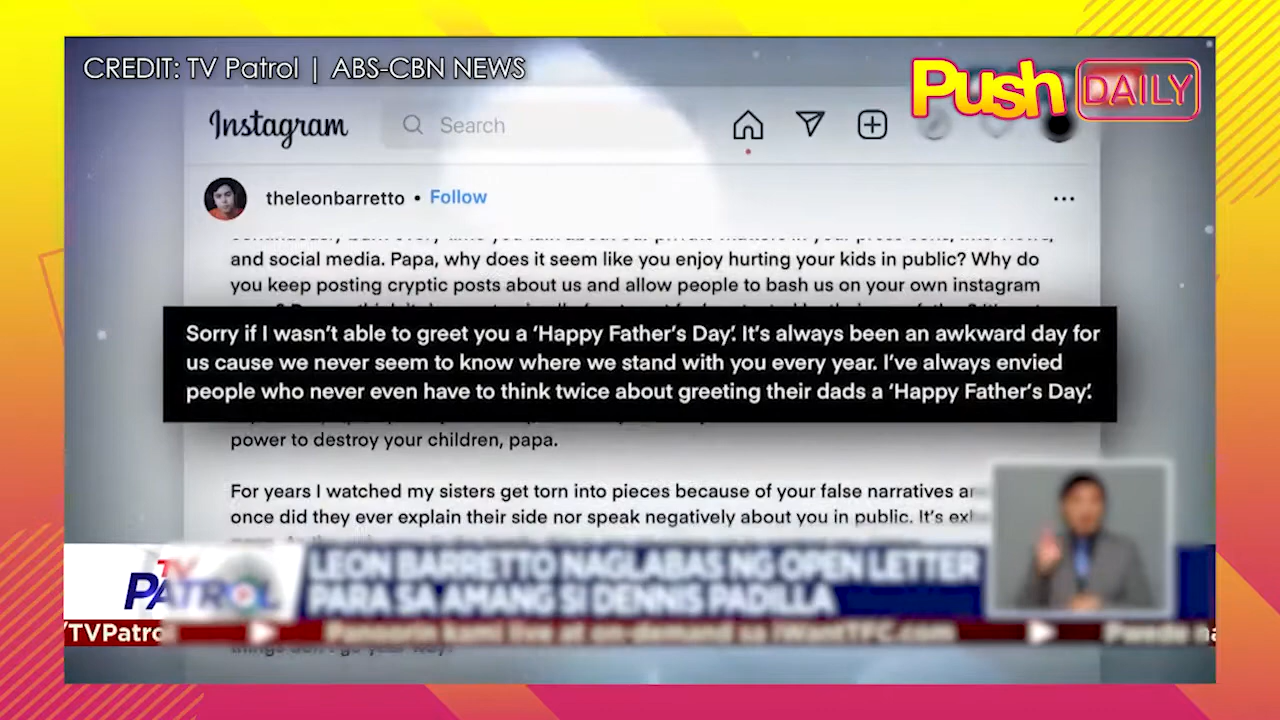 CREDIT: TV Patrol | ABS-CBN NEWS
Push DAILY
Instagram
Search
theleonbarretto • Follow
and social media. Papa, why does it seem like you enjoy hurting your kids in public? Why do
you keep posting cryptic posts about us and allow people to bash us on your own instagram
Sorry if I wasn't able to greet you a 'Happy Father's Day'. It's always been an awkward day for
us cause we never seem to know where we stand with you every year. I've always envied
people who never even have to think twice about greeting their dads a 'Happy Father's Day'.
power to destroy your children, papa.
For years I watched my sisters get torn into pieces because of your false narratives
once did they ever explain their side nor speak negatively about you in public. It's
TV PATROL
LEON BARRETTO NAGLABAS NG OPEN LETTER
PARA SA AMANG SI DENNIS PADILLA
/TVPatrol